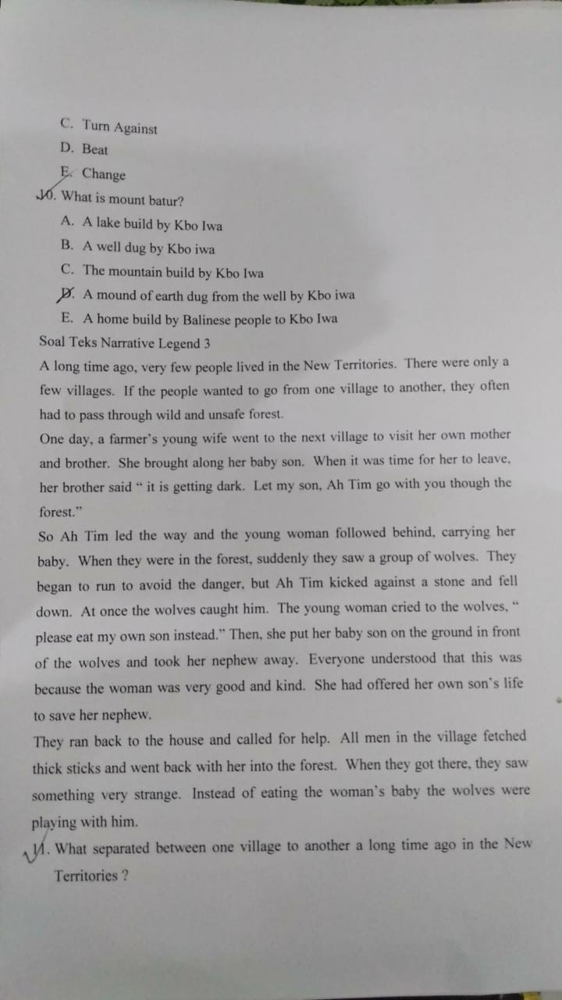 C. Turn Against
D. Beat
E. Change
10. What is mount batur?
A. A lake build by Kbo Iwa
B. A well dug by Kbo iwa
C. The mountain build by Kbo Iwa
D. A mound of earth dug from the well by Kbo iwa
E. A home build by Balinese people to Kbo Iwa
Soal Teks Narrative Legend 3
A long time ago, very few people lived in the New Territories. There were only a
few villages. If the people wanted to go from one village to another, they often
had to pass through wild and unsafe forest.
One day, a farmer's young wife went to the next village to visit her own mother
and brother. She brought along her baby son. When it was time for her to leave,
her brother said “ it is getting dark. Let my son, Ah Tim go with you though the
forest.”
So Ah Tim led the way and the young woman followed behind, carrying her
baby. When they were in the forest, suddenly they saw a group of wolves. They
began to run to avoid the danger, but Ah Tim kicked against a stone and fell
down. At once the wolves caught him. The young woman cried to the wolves, “
please eat my own son instead.” Then, she put her baby son on the ground in front
of the wolves and took her nephew away. Everyone understood that this was
because the woman was very good and kind. She had offered her own son's life
to save her nephew.
They ran back to the house and called for help. All men in the village fetched
thick sticks and went back with her into the forest. When they got there, they saw
something very strange. Instead of eating the woman's baby the wolves were
playing with him.
11. What separated between one village to another a long time ago in the New
Territories ?